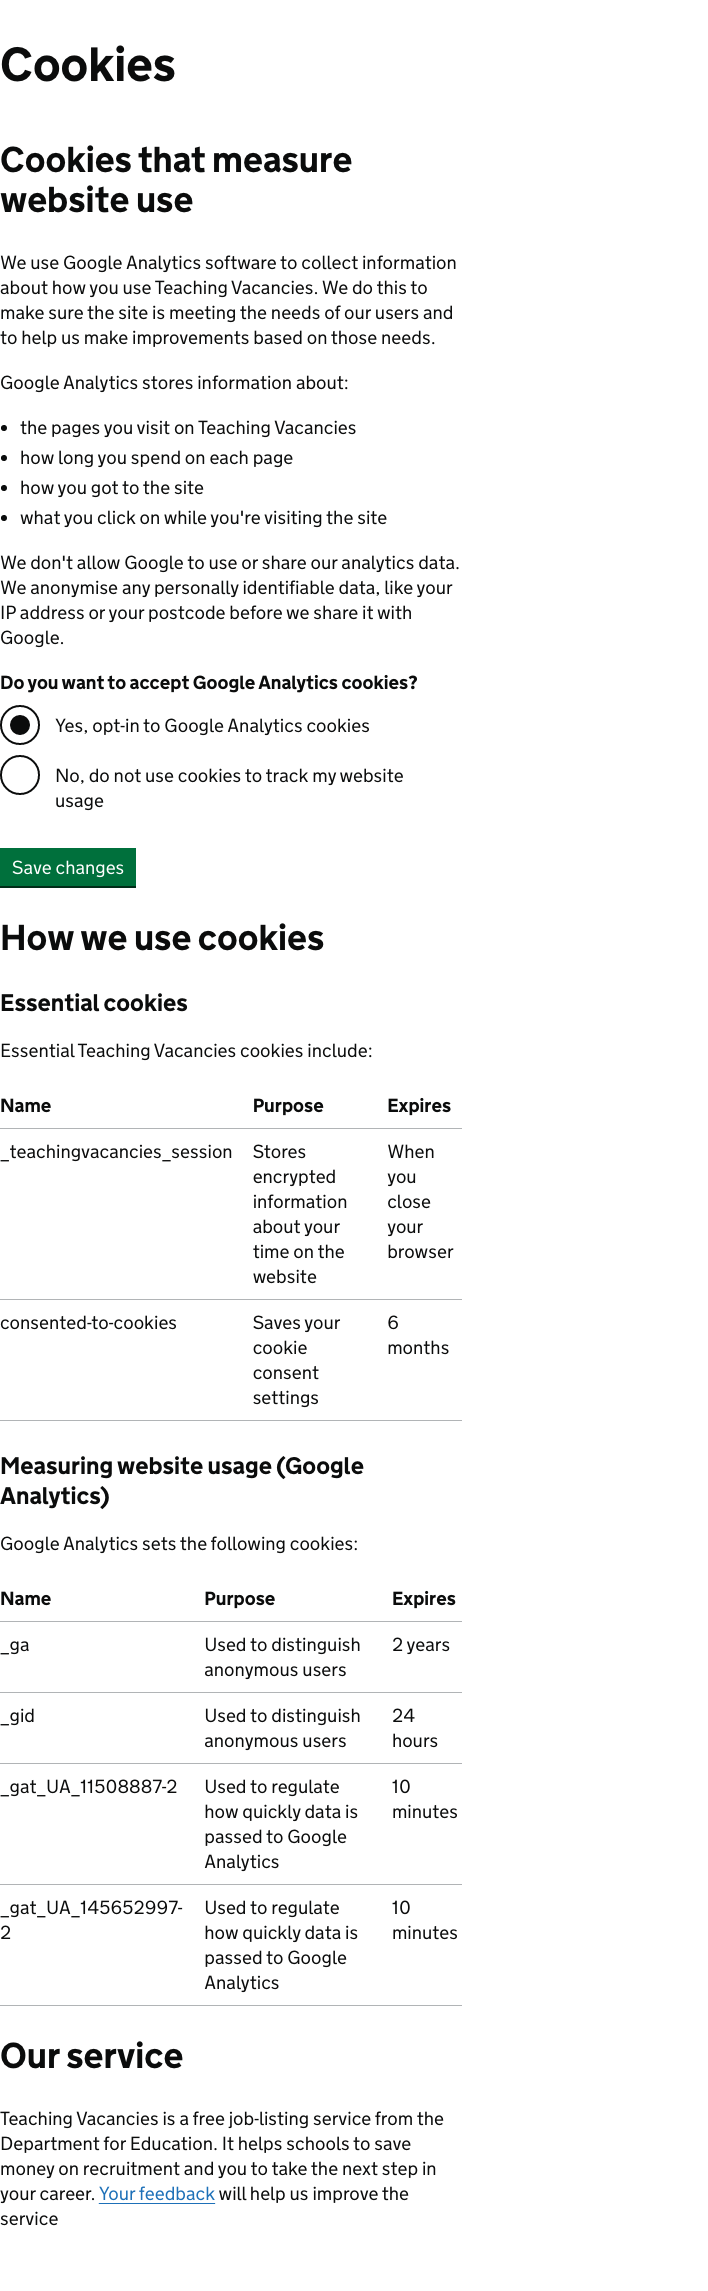 Cookies
Cookies that measure
website use
We use Google Analytics software to collect information
about how you use Teaching Vacancies. We do this to
make sure the site is meeting the needs of our users and
to help us make improvements based on those needs.
Google Analytics stores information about:
• the pages you visit on Teaching Vacancies
• how long you spend on each page
• how you got to the site
• what you click on while you're visiting the site
We don't allow Google to use or share our analytics data.
We anonymise any personally identifiable data, like your
IP address or your postcode before we share it with
Google.
Do you want to accept Google Analytics cookies?
Yes, opt-in to Google Analytics cookies
No, do not use cookies to track my website
usage
Save changes
How we use cookies
Essential cookies
Essential Teaching Vacancies cookies include:
Name Purpose Expires
_teachingvacancies_session Stores When
encrypted you
information close
about your your
time on the browser
website
consented-to-cookies Saves your 6
cookie months
consent
settings
Measuring website usage (Google
Analytics)
Google Analytics sets the following cookies:
Name Purpose Expires
_ga Used to distinguish 2 years
anonymous users
_gid Used to distinguish 24
anonymous users hours
_gat_UA_11508887-2 Used to regulate 10
how quickly data is minutes
passed to Google
Analytics
_gat_UA_145652997- Used to regulate 10
2 how quickly data is minutes
passed to Google
Analytics
Our service
Teaching Vacancies is a free job-listing service from the
Department for Education. It helps schools to save
money on recruitment and you to take the next step in
your career. Your feedback will help us improve the
service